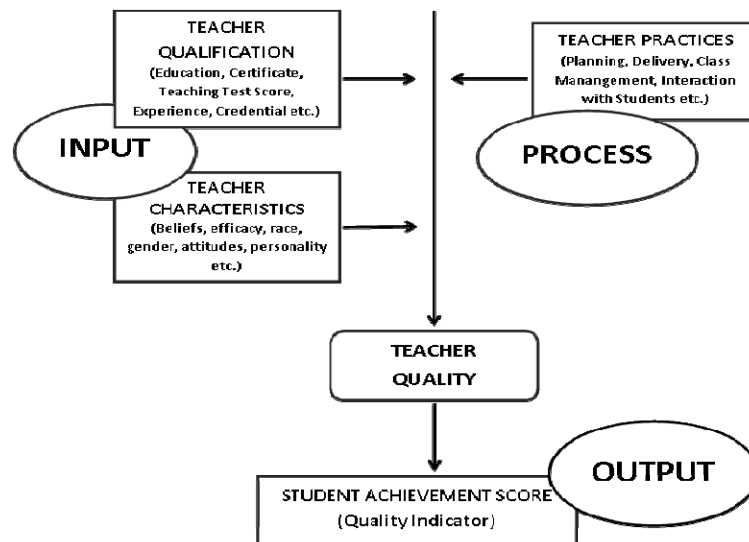 TEACHER
QUALIFICATION
(Education, Certificate,
Teaching Test Score,
Experience, Credential etc.)
INPUT
TEACHER
CHARACTERISTICS
(Beliefs, efficacy, race,
gender, attitudes, personality
etc.)
TEACHER PRACTICES
(Planning, Delivery, Class
Manangement, Interaction
with Students etc.)
PROCESS
TEACHER
QUALITY
OUTPUT
STUDENT ACHIEVEMENT SCORE
(Quality Indicator)